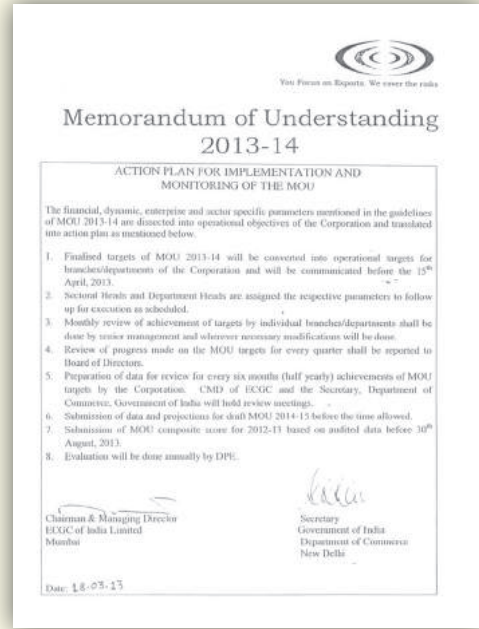 You Focus on Exports. We cover the risks
Memorandum of Understanding
2013-14
ACTION PLAN FOR IMPLEMENTATION AND
MONITORING OF THE MOU
The financial, dynamic, enterprise and sector specific parameters mentioned in the guidelines
of MOU 2013-14 are dissected into operational objectives of the Corporation and translated
into action plan as mentioned below.
1. Finalised targets of MOU 2013-14 will be converted into operational targets for
branches/departments of the Corporation and will be communicated before the 15th
April, 2013.
2. Sectoral Heads and Department Heads are assigned the respective parameters to follow
up for execution as scheduled.
3. Monthly review of achievement of targets by individual branches/departments shall be
done by senior management and wherever necessary modifications will be done.
4. Review of progress made on the MOU targets for every quarter shall be reported to
Board of Directors.
5. Preparation of data for review for every six months (half yearly) achievements of MOU
targets by the Corporation. CMD of ECGC and the Secretary, Department of
Commerce, Government of India will hold review meetings.
6. Submission of data and projections for draft MOU 2014-15 before the time allowed.
7. Submission of MOU composite score for 2012-13 based on audited data before 30th
August, 2013.
8. Evaluation will be done annually by DPE.
Chairman & Managing Director
ECGC of India Limited
Mumbai
Secretary
Government of India
Department of Commerce
New Delhi
Date: 18-03-13